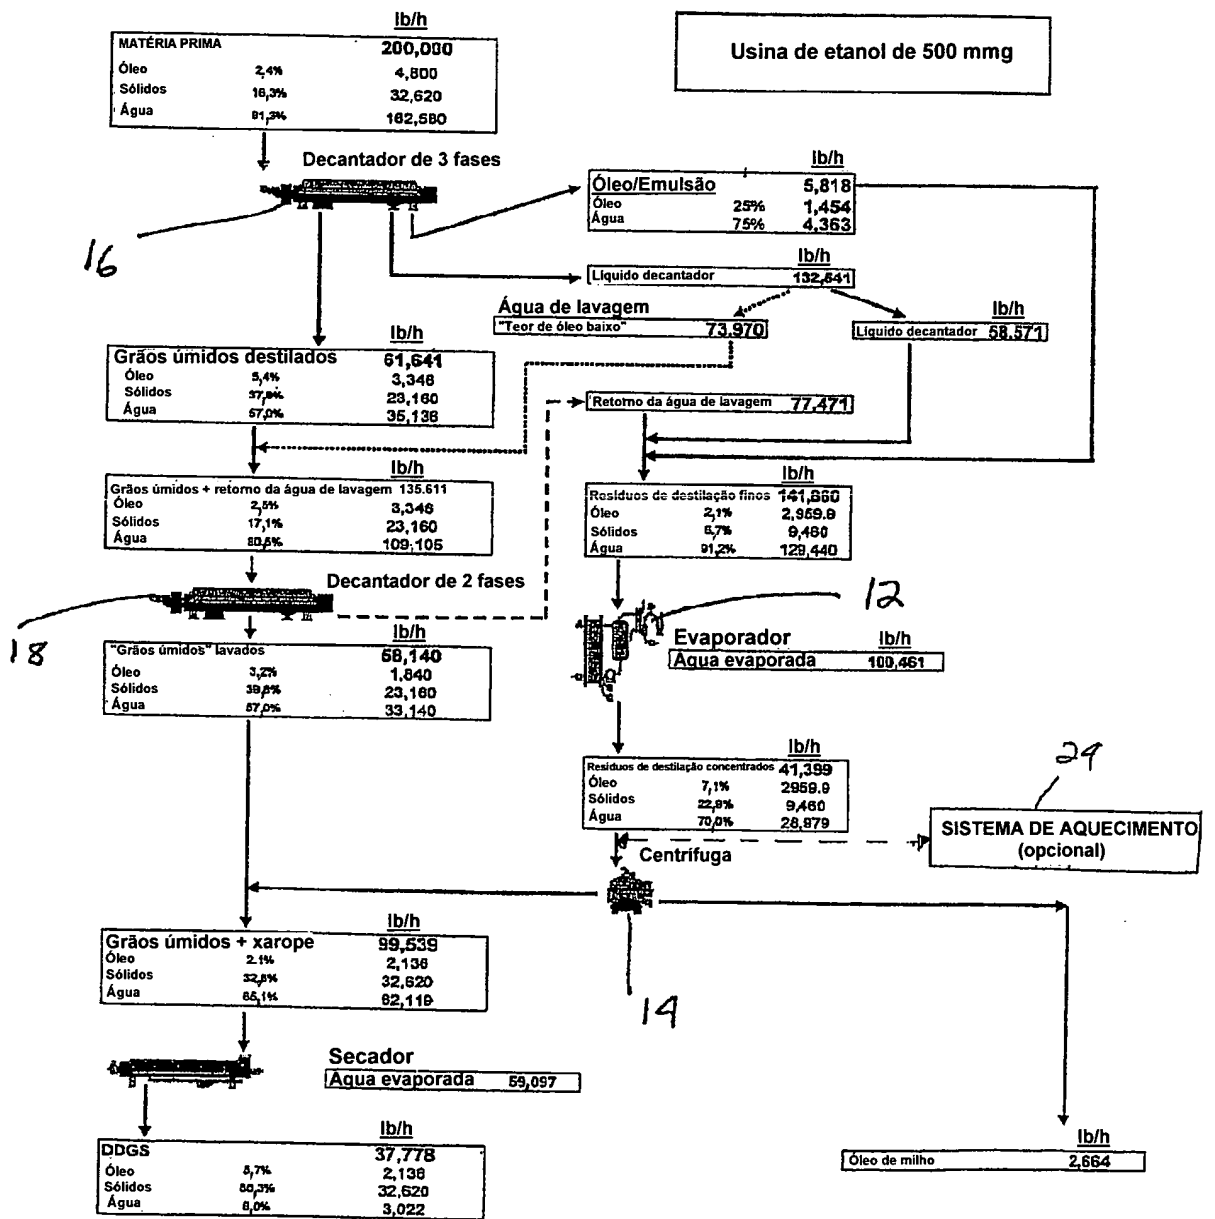 lb/h
MATÉRIA PRIMA 200,000
Óleo 2,4% 4,800
Sólidos 16,3% 32,620
Água 81,3% 162,580
Usina de etanol de 500 mmg
Decantador de 3 fases
16
lb/h
Óleo/Emulsão 5,818
Óleo 25% 1,454
Água 75% 4,363
lb/h
Líquido decantador 132,541
Água de lavagem
"Teor de óleo baixo" 73.970
lb/h
Líquido decantador 58.571
lb/h
Grãos úmidos destilados 61,641
Óleo 5,4% 3,346
Sólidos 23,160
Água 57,0% 35,136
Retorno da água de lavagem 77,471
lb/h
Grãos úmidos + retorno da água de lavagem 135.611
Óleo 2,5% 3,346
Sólidos 17,1% 23,160
Água 80,5% 109,105
lb/h
Resíduos de destilação finos 141,860
Óleo 2,1% 2,959.9
Sólidos 6,7% 9,460
Água 91,2% 129,440
Decantador de 2 fases
18
12
lb/h
"Grãos úmidos" lavados 58,140
Óleo 3,2% 1,840
Sólidos 39,8% 23,160
Água 57,0% 33,140
Evaporador lb/h
Água evaporada 100,461
lb/h
Resíduos de destilação concentrados 41,399
Óleo 7,1% 2959.9
Sólidos 22,9% 9,460
Água 70,0% 28,979
24
SISTEMA DE AQUECIMENTO
(opcional)
Centrífuga
14
lb/h
Grãos úmidos + xarope 99,539
Óleo 2.1% 2,136
Sólidos 32,8% 32,620
Água 65,1% 62,119
Secador
Água evaporada 59,097
lb/h
DDGS 37,778
Óleo 5,7% 2,136
Sólidos 86,3% 32,620
Água 8,0% 3,022
lb/h
Óleo de milho 2,664